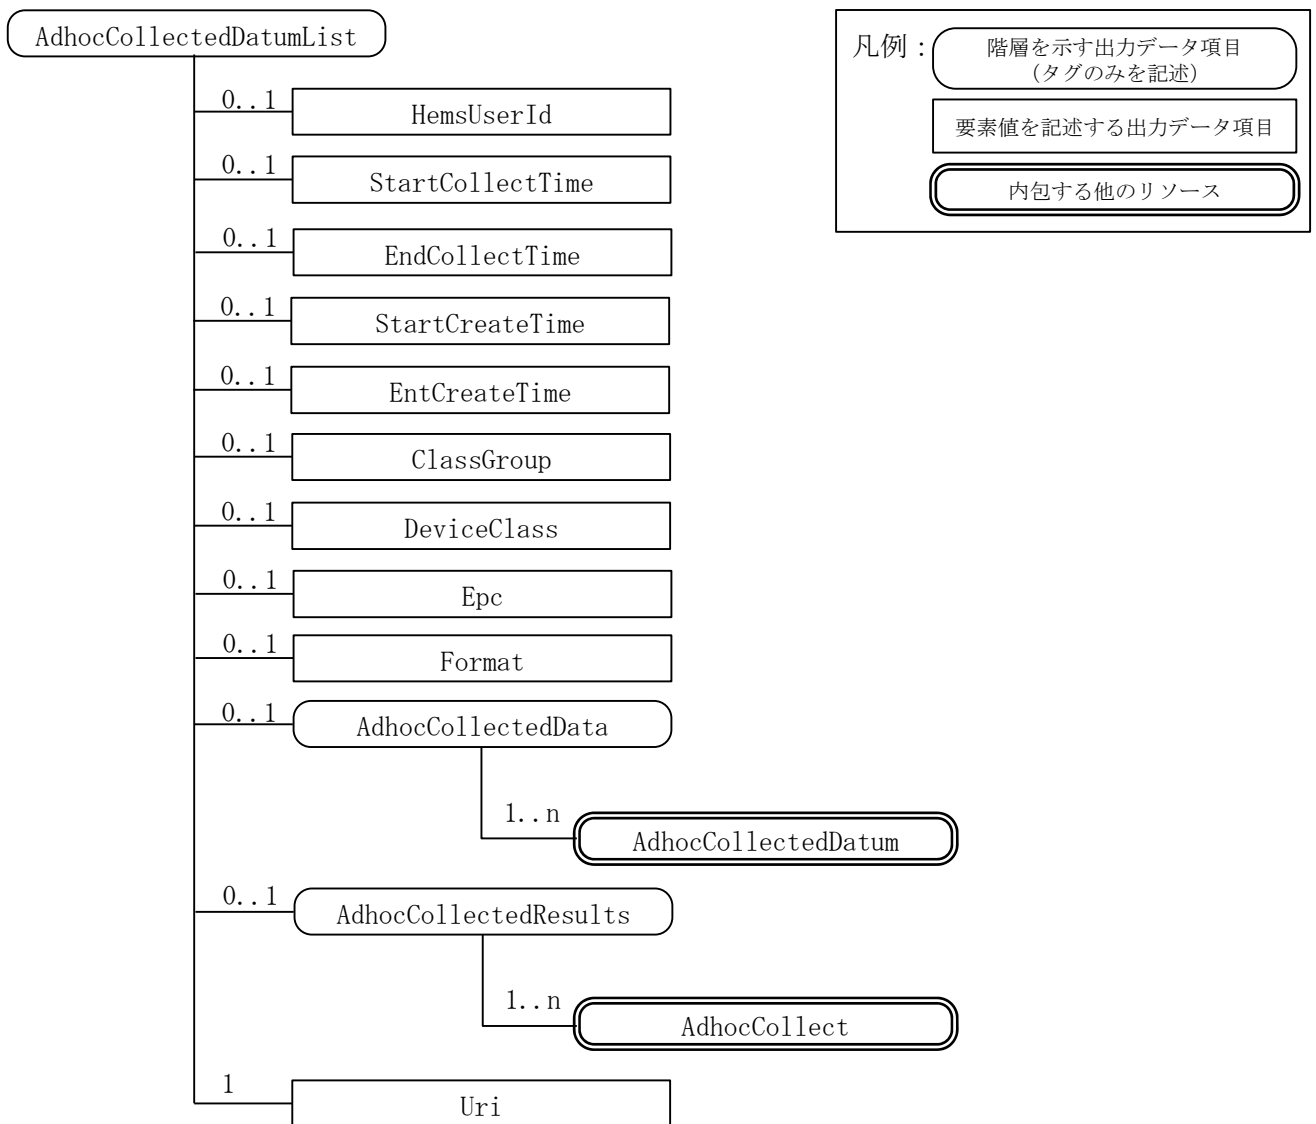 AdhocCollectedDatumList
凡例：
階層を示す出力データ項目
（タグのみを記述）
要素値を記述する出力データ項目
内包する他のリソース
0..1
HemsUserId
0..1
StartCollectTime
0..1
EndCollectTime
0..1
StartCreateTime
0..1
EntCreateTime
0..1
ClassGroup
0..1
DeviceClass
0..1
Epc
0..1
Format
0..1
AdhocCollectedData
1..n
AdhocCollectedDatum
0..1
AdhocCollectedResults
1..n
AdhocCollect
1
Uri